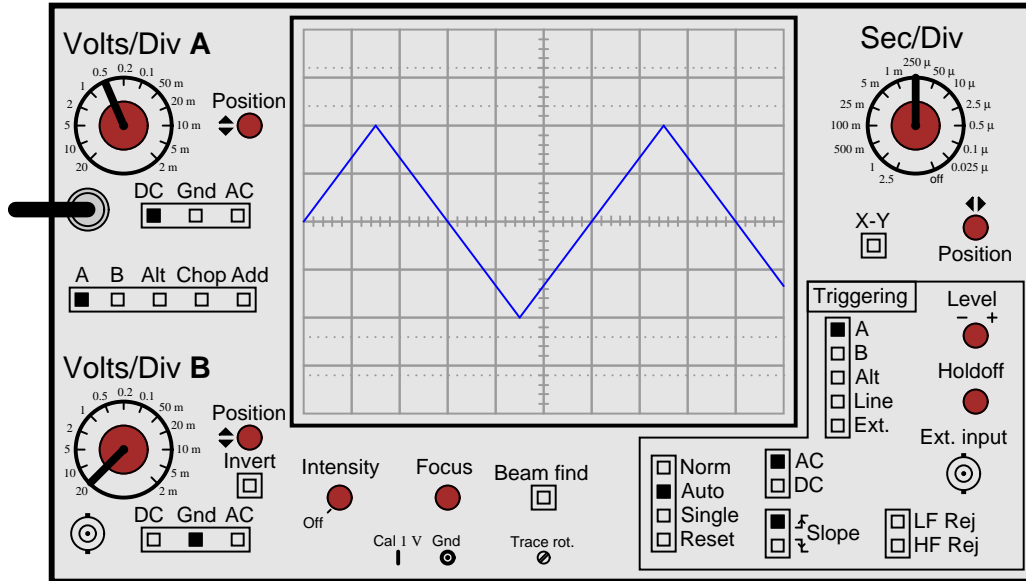 Volts/Div A
0.5 0.2 0.1
1 50 m
2 20 m
5 10 m
10 5 m
20 2 m
Position
DC Gnd AC
A B Alt Chop Add
Volts/Div B
0.5 0.2 0.1
1 50 m
2 20 m
5 10 m
10 5 m
20 2 m
Position
Invert
DC Gnd AC
Intensity
Off
Focus
Beam find
Cal 1 V Gnd
Trace rot.
Sec/Div
250 µ
1 m 50 µ
5 m 10 µ
25 m 2.5 µ
100 m 0.5 µ
500 m 0.1 µ
1 0.025 µ
2.5 off
X-Y
Position
Triggering
A
B
Alt
Line
Ext.
Level
− +
Holdoff
Ext. input
Norm
Auto
Single
Reset
AC
DC
Slope
LF Rej
HF Rej